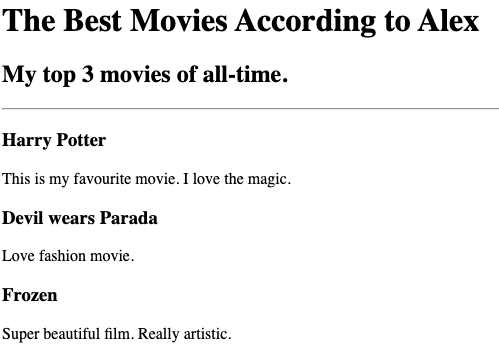 The Best Movies According to Alex
My top 3 movies of all-time.
Harry Potter
This is my favourite movie. I love the magic.
Devil wears Parada
Love fashion movie.
Frozen
Super beautiful film. Really artistic.